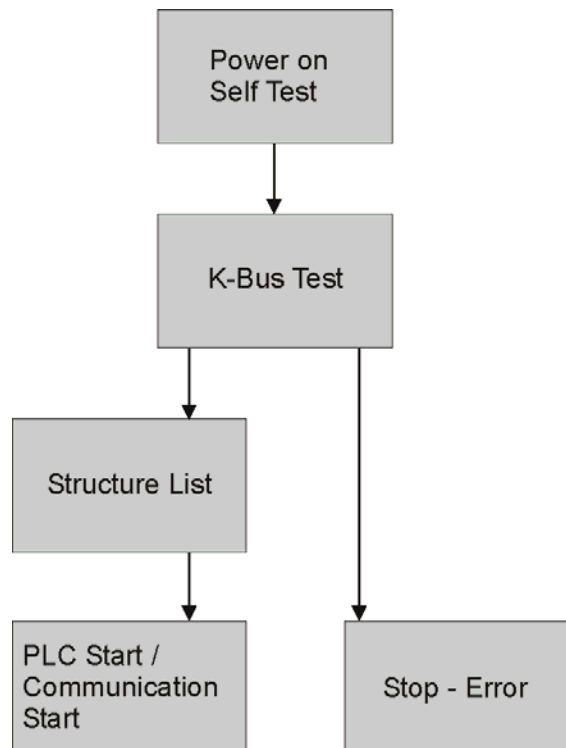 Power on
Self Test
K-Bus Test
Structure List
PLC Start /
Communication
Start
Stop - Error